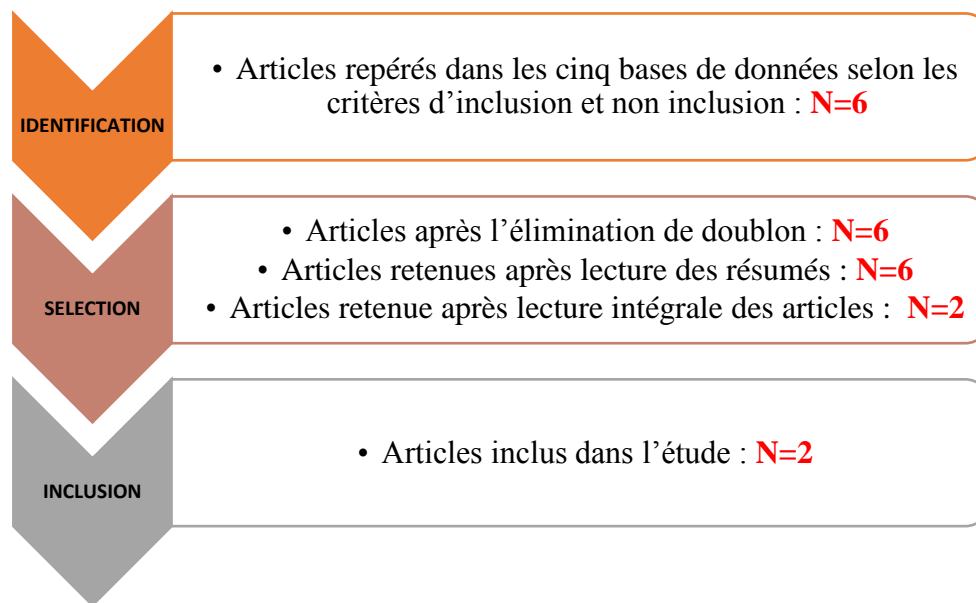 IDENTIFICATION
• Articles repérés dans les cinq bases de données selon les
critères d’inclusion et non inclusion : N=6
SELECTION
• Articles après l’élimination de doublon : N=6
• Articles retenues après lecture des résumés : N=6
• Articles retenue après lecture intégrale des articles : N=2
INCLUSION
• Articles inclus dans l’étude : N=2